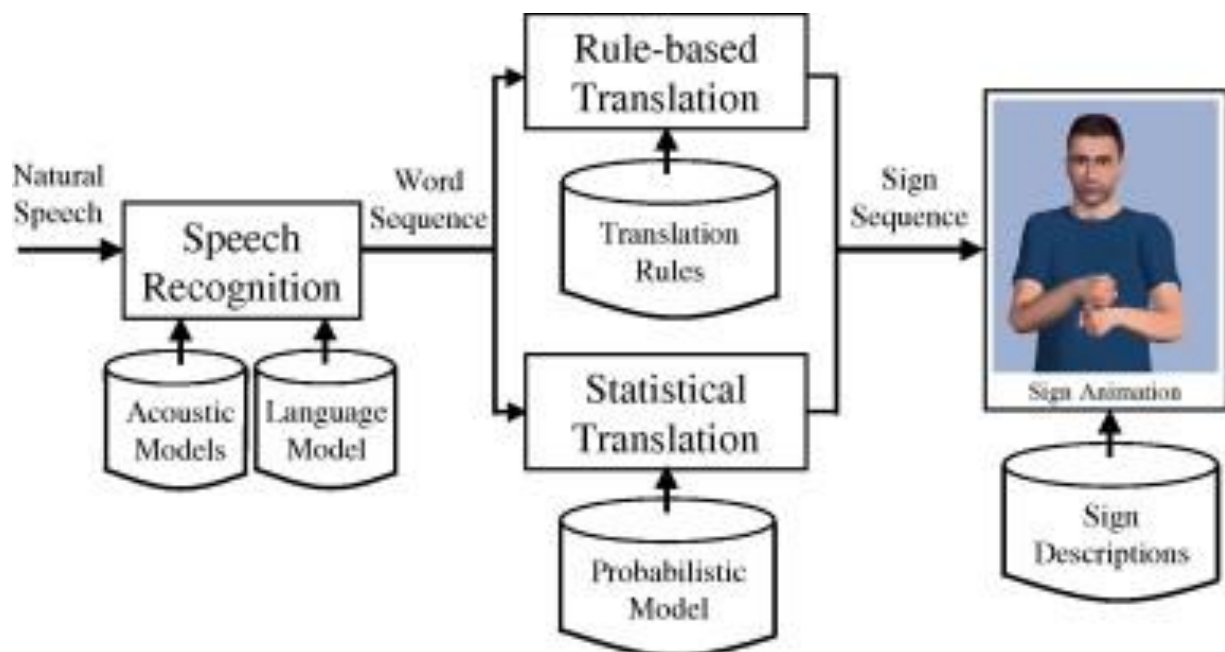 Natural
Speech
Speech
Recognition
Acoustic
Models
Language
Model
Word
Sequence
Rule-based
Translation
Translation
Rules
Statistical
Translation
Probabilistic
Model
Sign
Sequence
Sign Animation
Sign
Descriptions